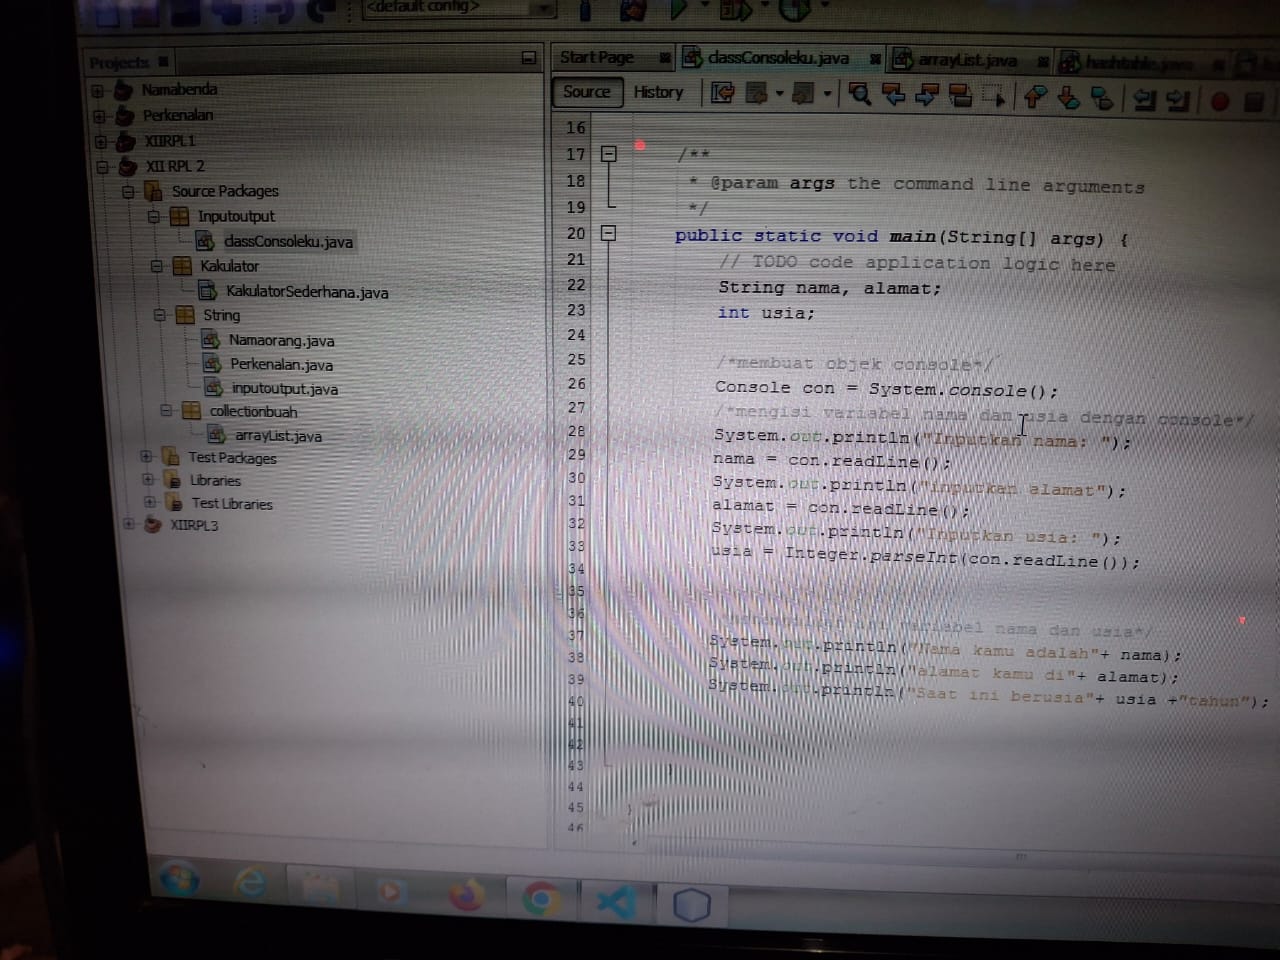 <default config>
Projects
Namabenda
Perkenalan
XIIRPL1
XII RPL 2
Source Packages
Inputoutput
classConsoleku.java
Kakulator
KakulatorSederhana.java
String
Namaorang.java
Perkenalan.java
inputoutput.java
collectionbuah
arrayList.java
Test Packages
Libraries
Test Libraries
XIIRPL3
Start Page classConsoleku.java arrayList.java hashtable.java
Source History
16
17 /**
18 * @param args the command line arguments
19 */
20 public static void main(String[] args) {
21 // TODO code application logic here
22 String nama, alamat;
23 int usia;
24
25 /*membuat objek console*/
26 Console con = System.console();
27 /*mengisi variabel nama dan usia dengan console*/
28 System.out.println("Inputkan nama: ");
29 nama = con.readLine();
30 System.out.println("inputkan alamat");
31 alamat = con.readLine();
32 System.out.println("Inputkan usia: ");
33 usia = Integer.parseInt(con.readLine());
34
35
36 isi variabel nama dan usia*/
37 System.out.println("Nama kamu adalah"+ nama);
38 System.out.println("alamat kamu di"+ alamat);
39 System.out.println("Saat ini berusia"+ usia +"tahun");
40
41
42
43 }
44
45 }
46